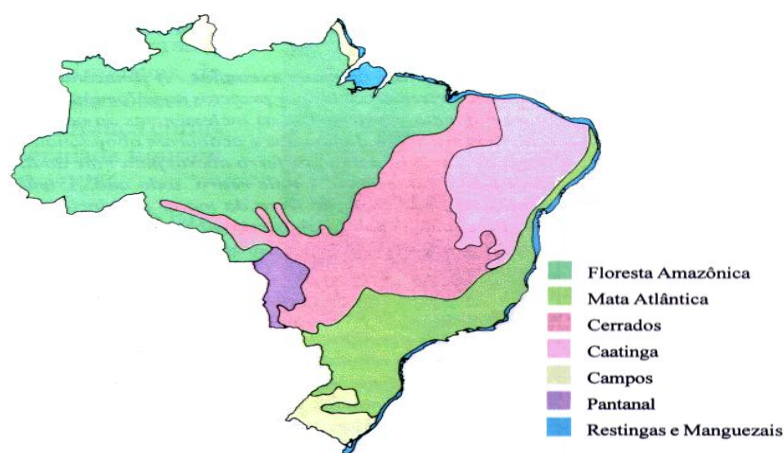 Floresta Amazônica
Mata Atlântica
Cerrados
Caatinga
Campos
Pantanal
Restingas e Manguezais